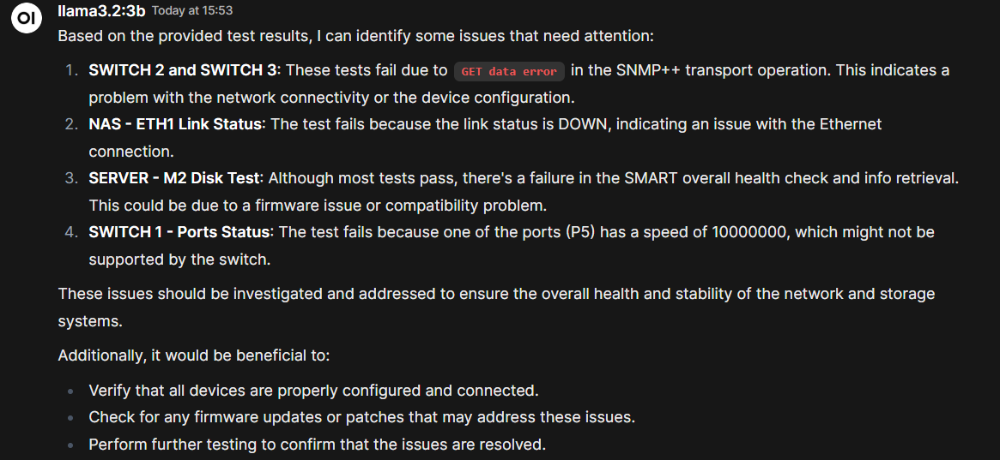 OI
llama3.2:3b Today at 15:53
Based on the provided test results, I can identify some issues that need attention:
1. SWITCH 2 and SWITCH 3: These tests fail due to GET data error in the SNMP++ transport operation. This indicates a
problem with the network connectivity or the device configuration.
2. NAS - ETH1 Link Status: The test fails because the link status is DOWN, indicating an issue with the Ethernet
connection.
3. SERVER - M2 Disk Test: Although most tests pass, there's a failure in the SMART overall health check and info retrieval.
This could be due to a firmware issue or compatibility problem.
4. SWITCH 1 - Ports Status: The test fails because one of the ports (P5) has a speed of 10000000, which might not be
supported by the switch.
These issues should be investigated and addressed to ensure the overall health and stability of the network and storage
systems.
Additionally, it would be beneficial to:
• Verify that all devices are properly configured and connected.
• Check for any firmware updates or patches that may address these issues.
• Perform further testing to confirm that the issues are resolved.